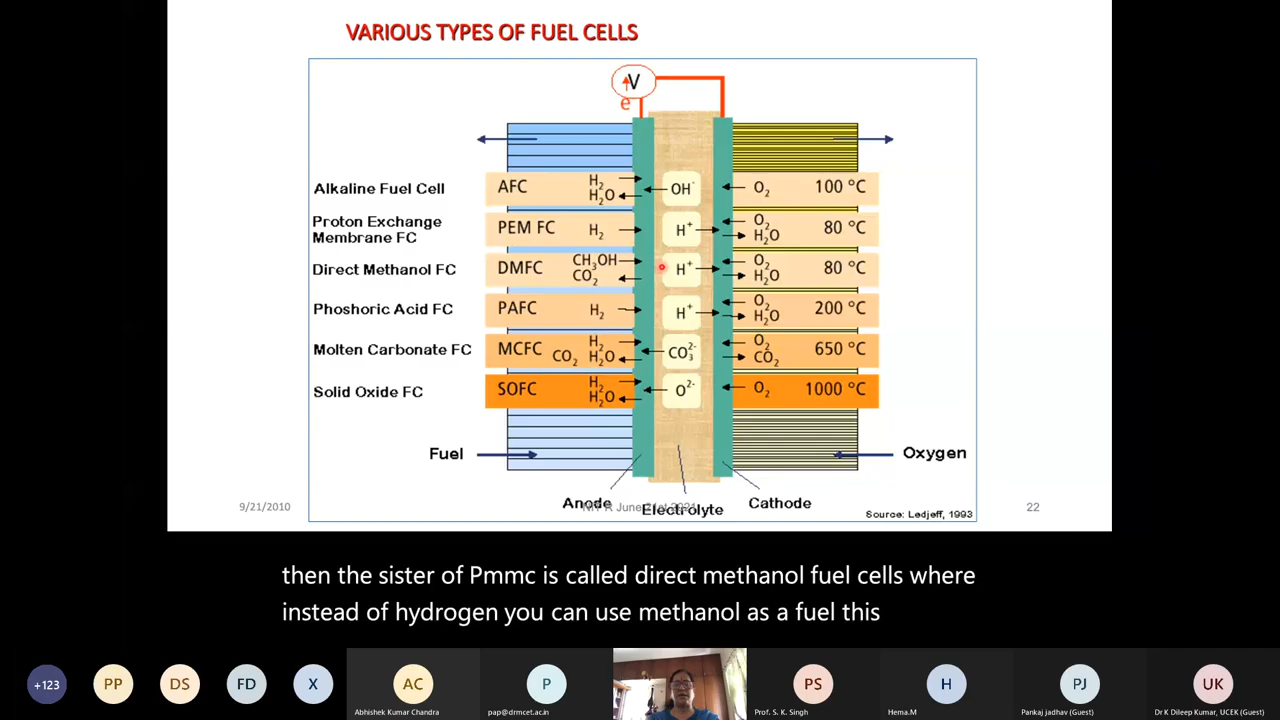 VARIOUS TYPES OF FUEL CELLS
V
e
Alkaline Fuel Cell AFC H₂ H₂O OH⁻ O₂ 100 °C
Proton Exchange Membrane FC PEM FC H₂ H⁺ O₂ H₂O 80 °C
Direct Methanol FC DMFC CH₃OH CO₂ H⁺ O₂ H₂O 80 °C
Phoshoric Acid FC PAFC H₂ H⁺ O₂ H₂O 200 °C
Molten Carbonate FC MCFC CO₂ H₂ H₂O CO₃²⁻ O₂ CO₂ 650 °C
Solid Oxide FC SOFC H₂ H₂O O²⁻ O₂ 1000 °C
Fuel Oxygen
Anode Electrolyte Cathode
9/21/2010 June 21st 2021 22
Source: Ledjeff, 1993
then the sister of Pmmc is called direct methanol fuel cells where
instead of hydrogen you can use methanol as a fuel this
+123 PP DS FD X AC P PS H PJ UK
Abhishek Kumar Chandra pap@drmcet.ac.in Prof. S. K. Singh Hema.M Pankaj jadhav (Guest) Dr K Dileep Kumar, UCEK (Guest)